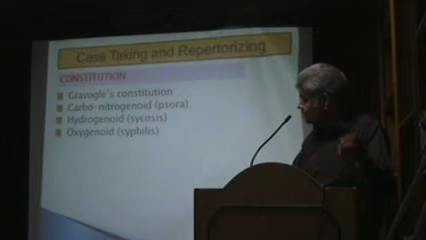 Case Taking and Repertorizing
CONSTITUTION
Gravogle's constitution
Carbo-nitrogenoid (psora)
Hydrogenoid (sycosis)
Oxygenoid (syphilis)